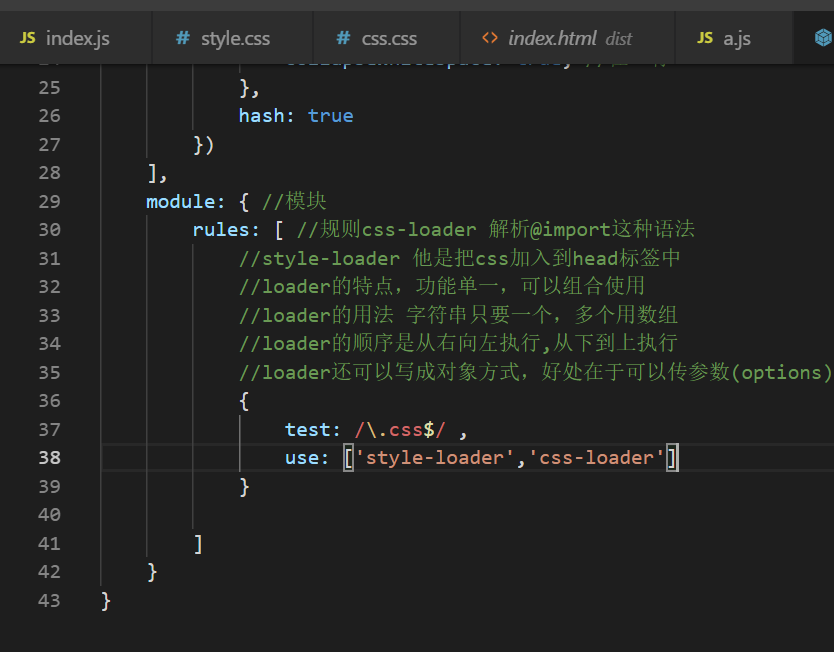 JS index.js # style.css # css.css <> index.html dist JS a.js
25 },
26 hash: true
27 })
28 ],
29 module: { //模块
30 rules: [ //规则css-loader 解析@import这种语法
31 //style-loader 他是把css加入到head标签中
32 //loader的特点，功能单一，可以组合使用
33 //loader的用法 字符串只要一个，多个用数组
34 //loader的顺序是从右向左执行,从下到上执行
35 //loader还可以写成对象方式，好处在于可以传参数(options)
36 {
37 test: /\.css$/ ,
38 use: ['style-loader','css-loader']
39 }
40
41 ]
42 }
43 }